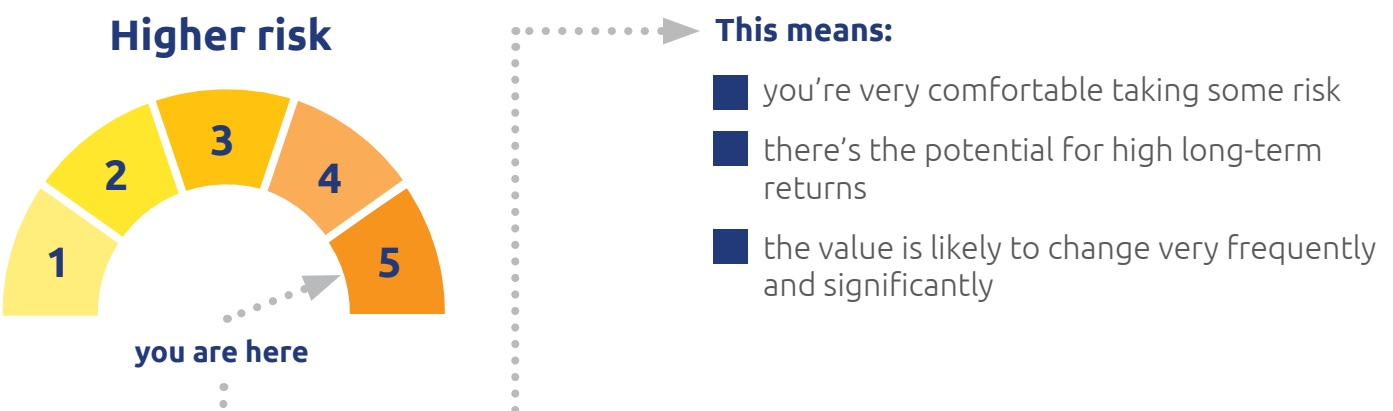 Higher risk
1
2
3
4
5
you are here
This means:
you’re very comfortable taking some risk
there’s the potential for high long-term
returns
the value is likely to change very frequently
and significantly